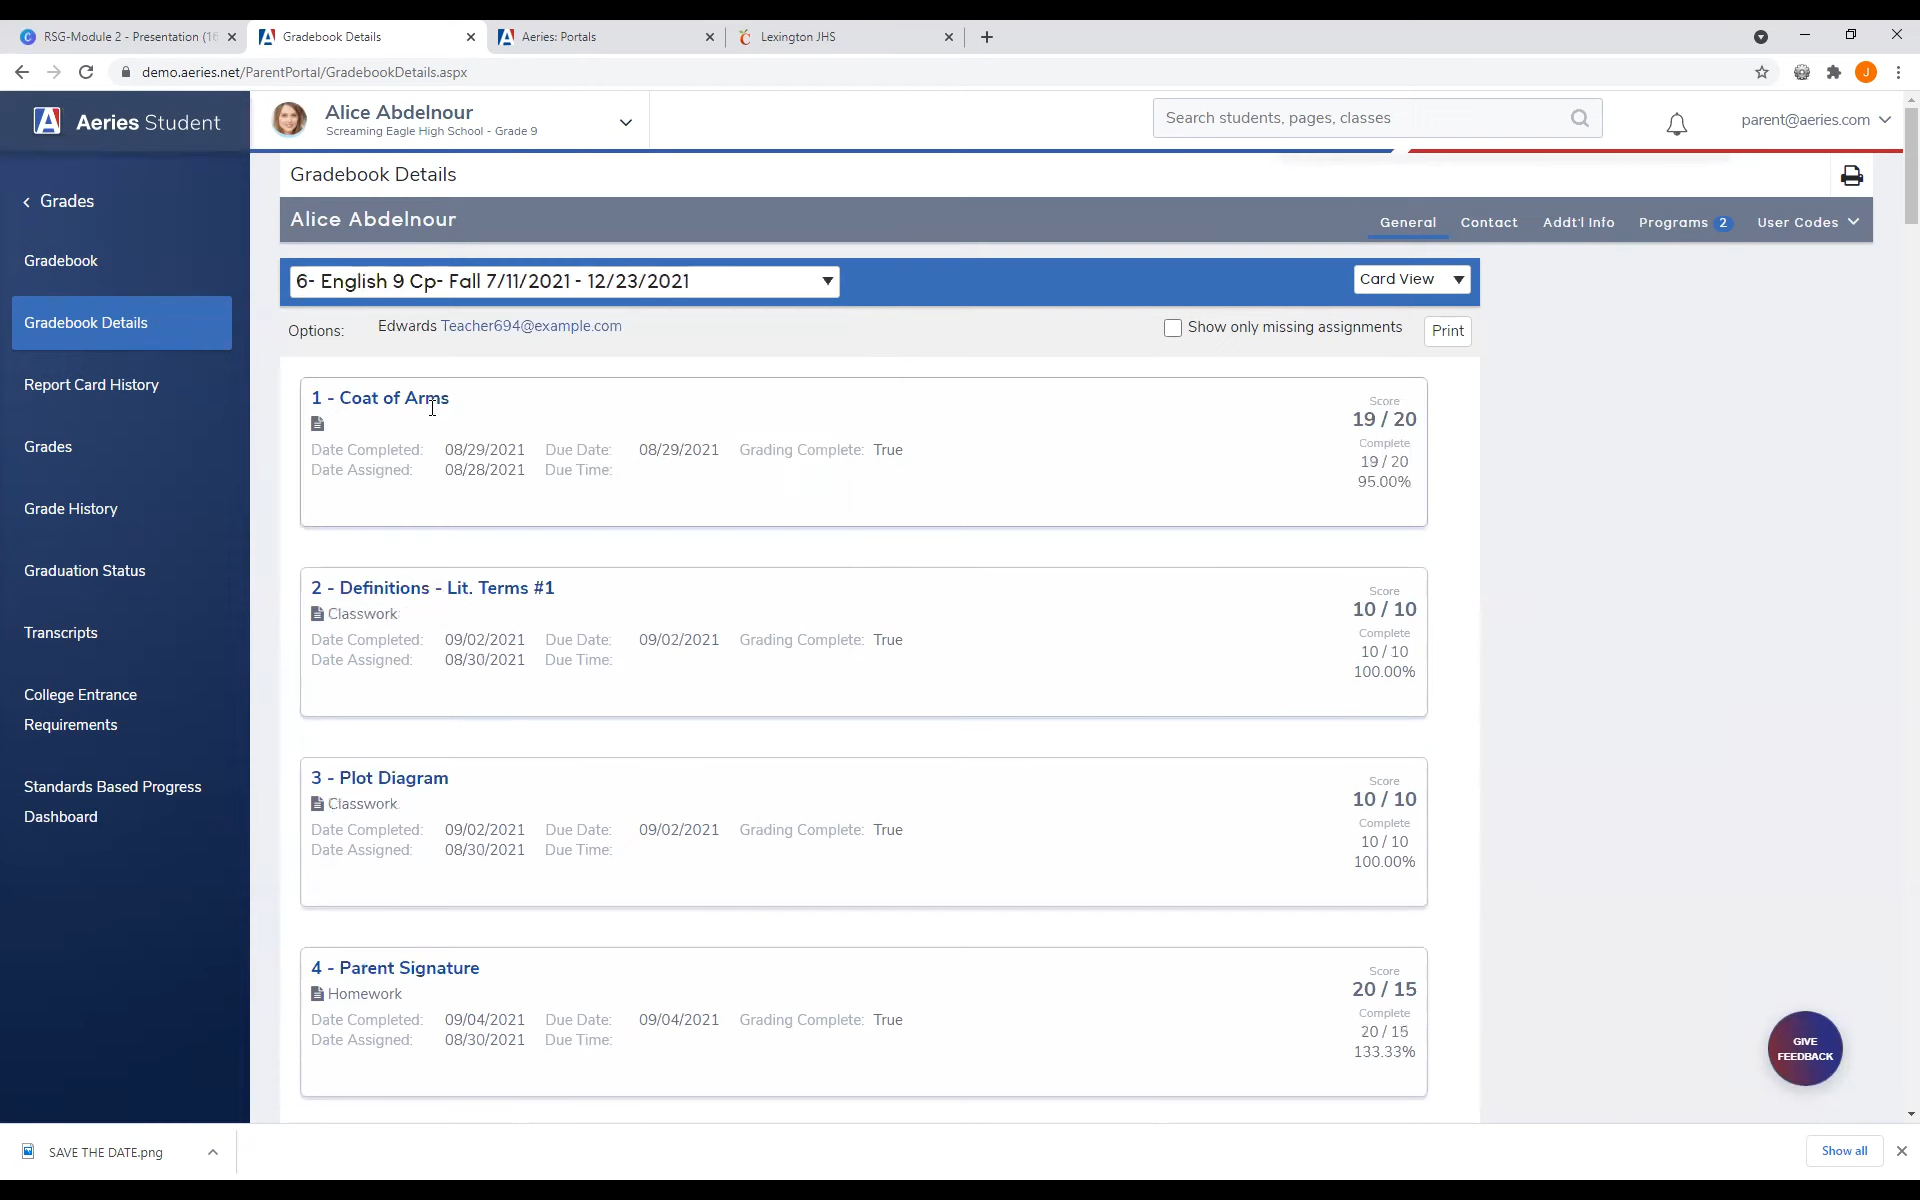 RSG-Module 2 - Presentation (16
Gradebook Details
Aeries: Portals
Lexington JHS
demo.aeries.net/ParentPortal/GradebookDetails.aspx
J
Aeries Student
Alice Abdelnour
Screaming Eagle High School - Grade 9
Search students, pages, classes
parent@aeries.com
Grades
Gradebook
Gradebook Details
Report Card History
Grades
Grade History
Graduation Status
Transcripts
College Entrance
Requirements
Standards Based Progress
Dashboard
Gradebook Details
Alice Abdelnour
General Contact Addt'l Info Programs 2 User Codes
6- English 9 Cp- Fall 7/11/2021 - 12/23/2021
Card View
Options: Edwards Teacher694@example.com
Show only missing assignments
Print
1 - Coat of Arms
Date Completed: 08/29/2021 Due Date: 08/29/2021 Grading Complete: True
Date Assigned: 08/28/2021 Due Time:
Score
19 / 20
Complete
19 / 20
95.00%
2 - Definitions - Lit. Terms #1
Classwork
Date Completed: 09/02/2021 Due Date: 09/02/2021 Grading Complete: True
Date Assigned: 08/30/2021 Due Time:
Score
10 / 10
Complete
10 / 10
100.00%
3 - Plot Diagram
Classwork
Date Completed: 09/02/2021 Due Date: 09/02/2021 Grading Complete: True
Date Assigned: 08/30/2021 Due Time:
Score
10 / 10
Complete
10 / 10
100.00%
4 - Parent Signature
Homework
Date Completed: 09/04/2021 Due Date: 09/04/2021 Grading Complete: True
Date Assigned: 08/30/2021 Due Time:
Score
20 / 15
Complete
20 / 15
133.33%
GIVE
FEEDBACK
SAVE THE DATE.png
Show all